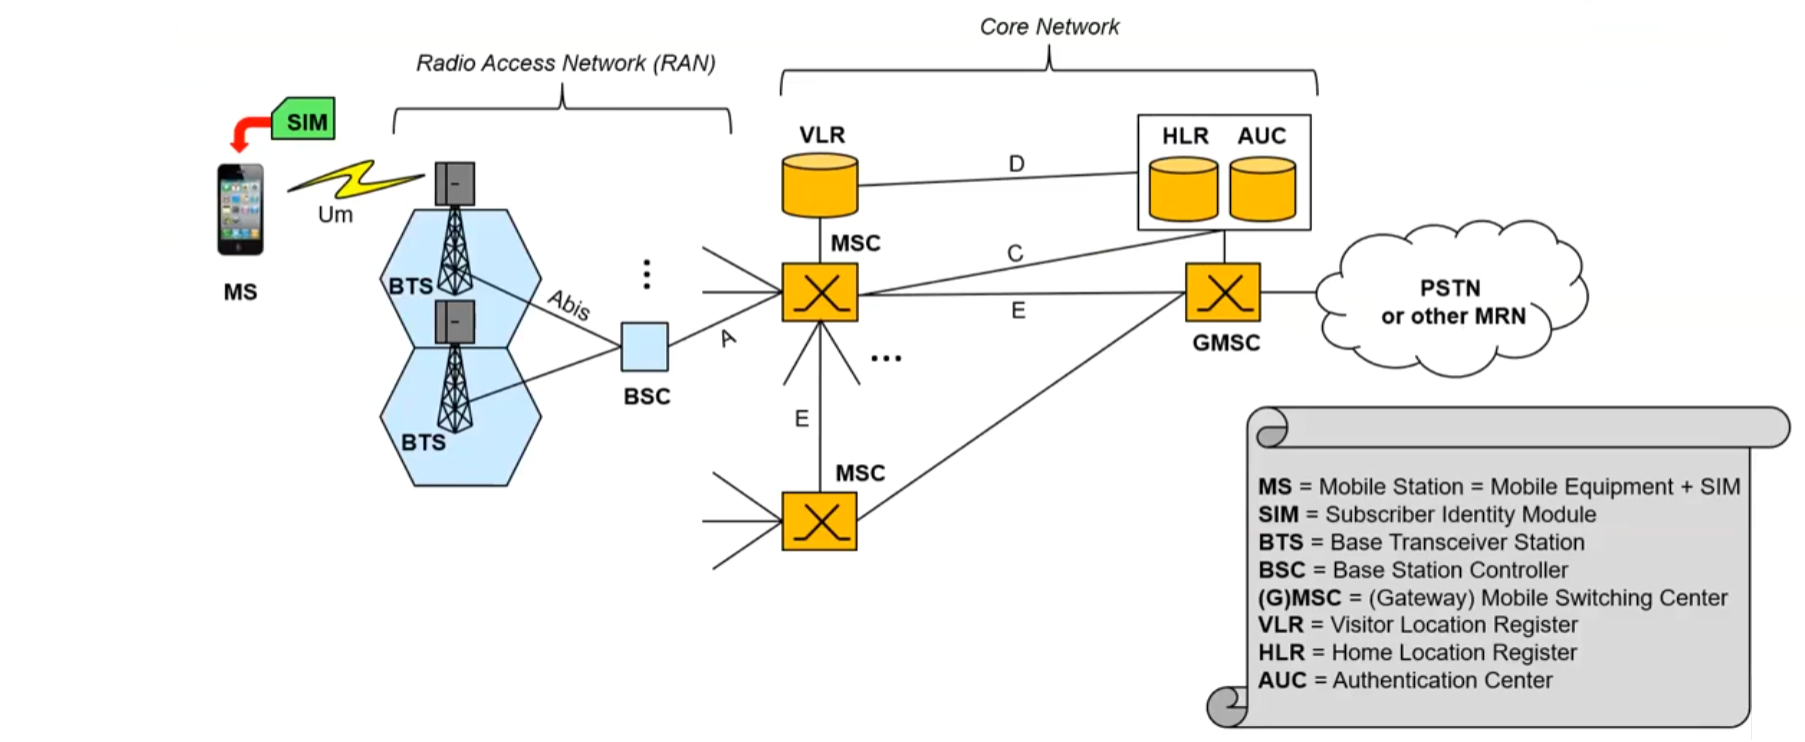 Core Network
Radio Access Network (RAN)
SIM
VLR
HLR AUC
D
Um
MSC
C
MS
BTS
Abis
A
E
PSTN
or other MRN
GMSC
BSC
E
BTS
MSC
MS = Mobile Station = Mobile Equipment + SIM
SIM = Subscriber Identity Module
BTS = Base Transceiver Station
BSC = Base Station Controller
(G)MSC = (Gateway) Mobile Switching Center
VLR = Visitor Location Register
HLR = Home Location Register
AUC = Authentication Center